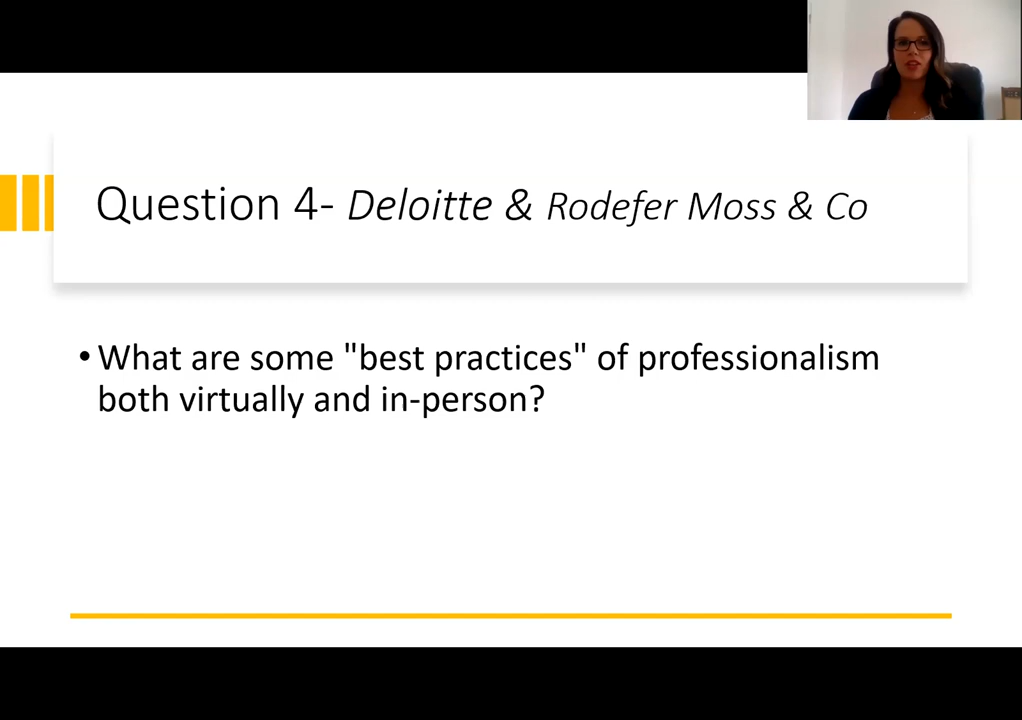 Question 4- Deloitte & Rodefer Moss & Co
• What are some "best practices" of professionalism
both virtually and in-person?